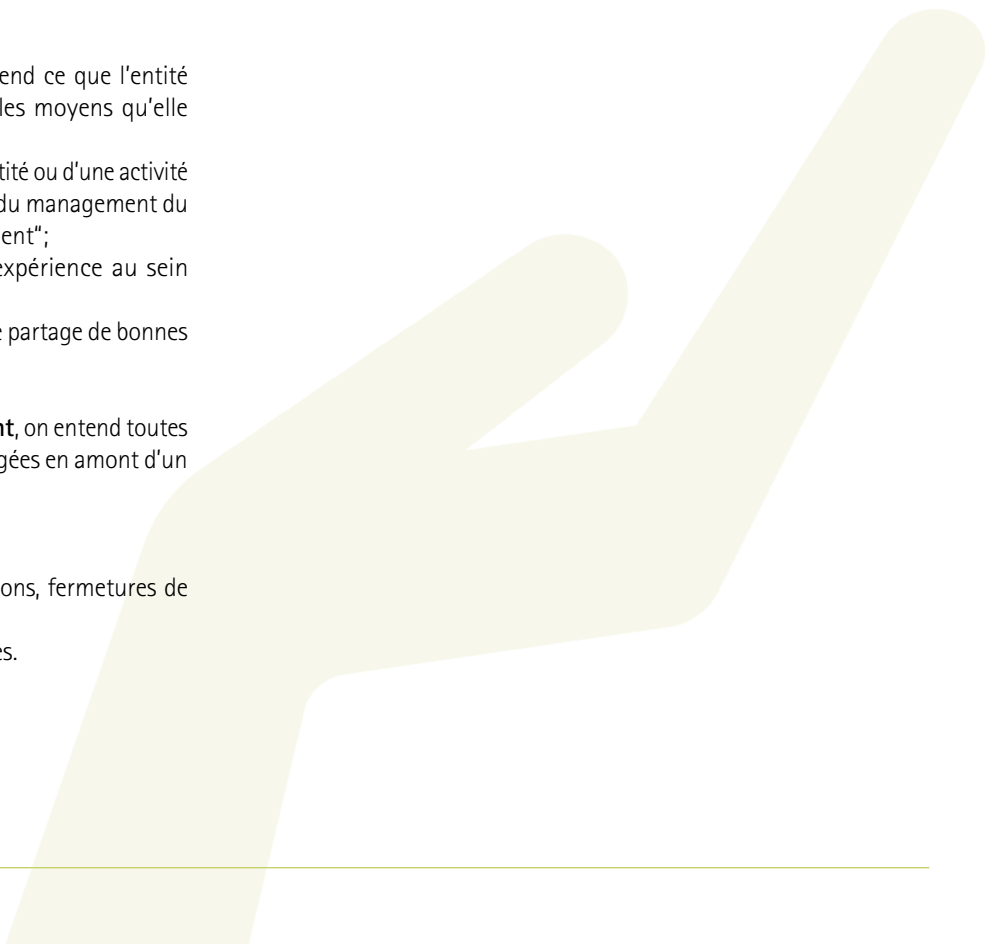 end ce que l'entité
les moyens qu'elle
tité ou d'une activité
du management du
ent“;
expérience au sein
partage de bonnes
nt, on entend toutes
gées en amont d'un
ons, fermetures de
es.